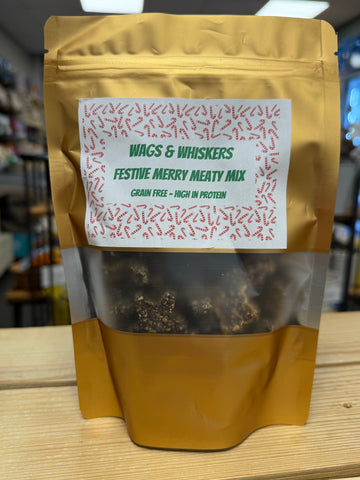 WAGS & WHISKERS
FESTIVE MERRY MEATY MIX
GRAIN FREE - HIGH IN PROTEIN